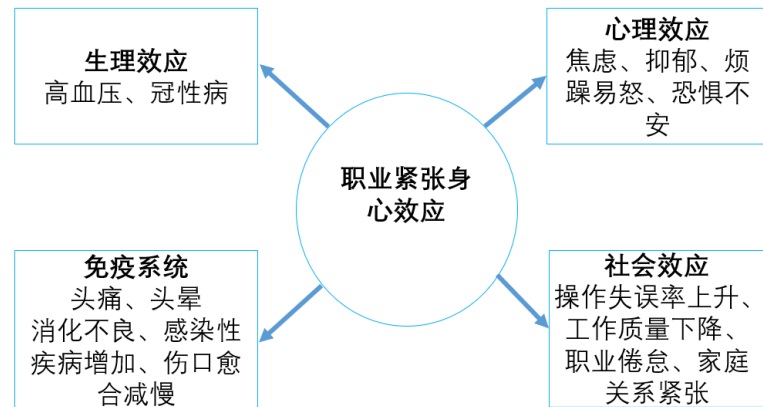 生理效应
高血压、冠性病
心理效应
焦虑、抑郁、烦
躁易怒、恐惧不
安
职业紧张身
心效应
免疫系统
头痛、头晕
消化不良、感染性
疾病增加、伤口愈
合减慢
社会效应
操作失误率上升、
工作质量下降、
职业倦怠、家庭
关系紧张